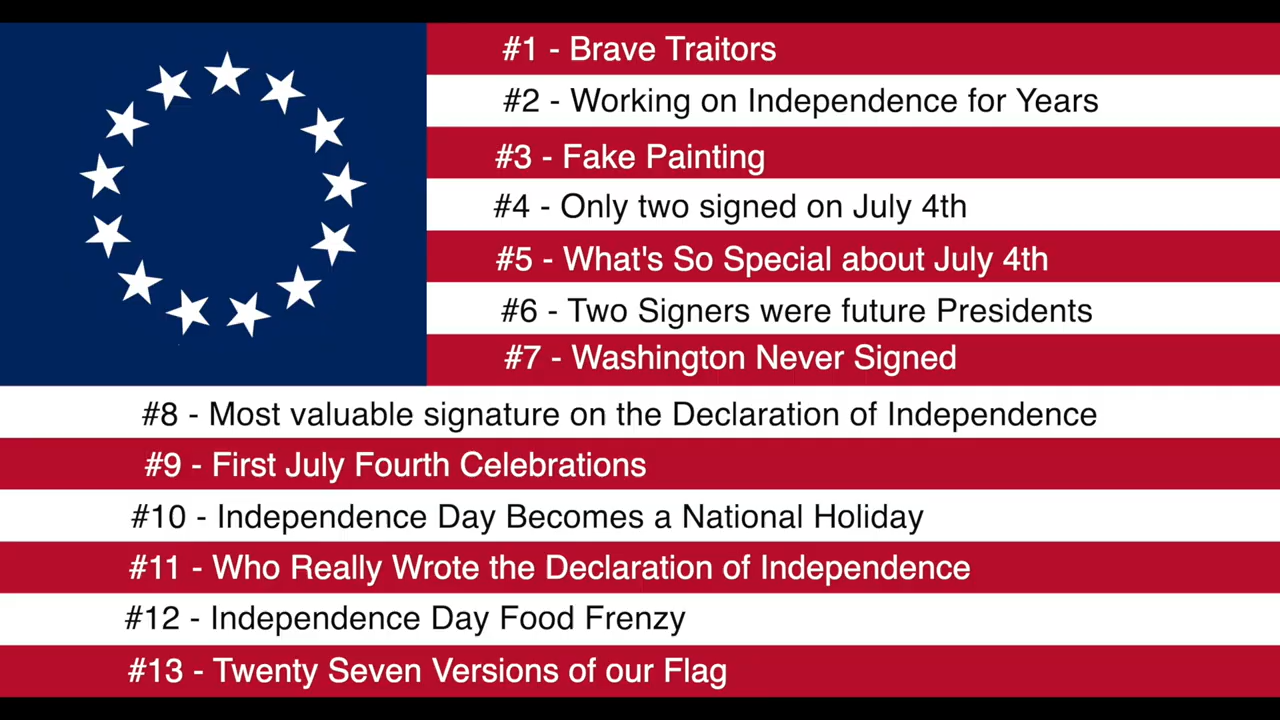 #1 - Brave Traitors
#2 - Working on Independence for Years
#3 - Fake Painting
#4 - Only two signed on July 4th
#5 - What's So Special about July 4th
#6 - Two Signers were future Presidents
#7 - Washington Never Signed
#8 - Most valuable signature on the Declaration of Independence
#9 - First July Fourth Celebrations
#10 - Independence Day Becomes a National Holiday
#11 - Who Really Wrote the Declaration of Independence
#12 - Independence Day Food Frenzy
#13 - Twenty Seven Versions of our Flag